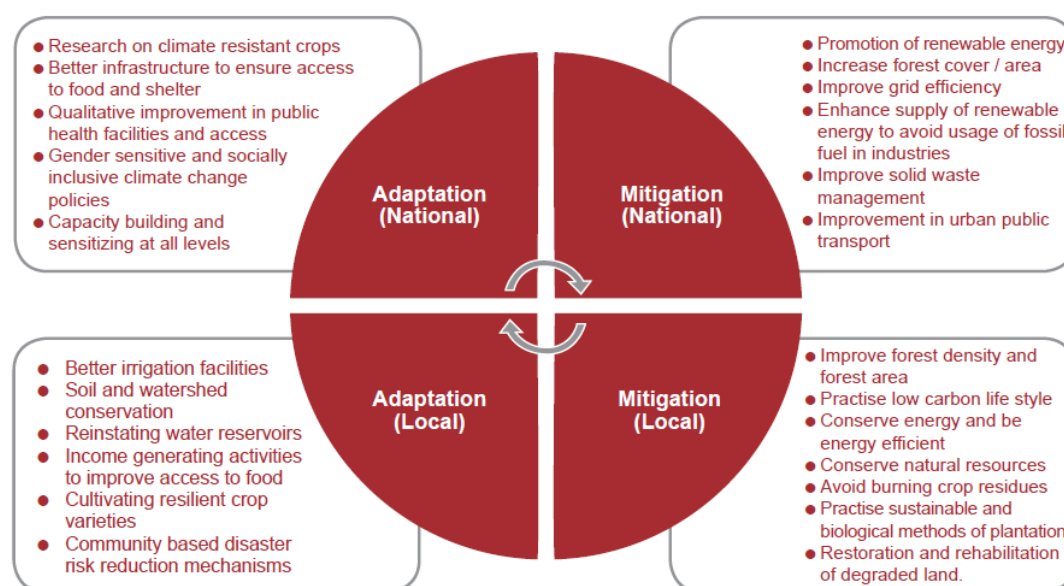 ● Research on climate resistant crops
● Better infrastructure to ensure access
to food and shelter
● Qualitative improvement in public
health facilities and access
● Gender sensitive and socially
inclusive climate change
policies
● Capacity building and
sensitizing at all levels
Adaptation
(National)
Mitigation
(National)
● Promotion of renewable energy
● Increase forest cover / area
● Improve grid efficiency
● Enhance supply of renewable
energy to avoid usage of fossil
fuel in industries
● Improve solid waste
management
● Improvement in urban public
transport
● Better irrigation facilities
● Soil and watershed
conservation
● Reinstating water reservoirs
● Income generating activities
to improve access to food
● Cultivating resilient crop
varieties
● Community based disaster
risk reduction mechanisms
Adaptation
(Local)
Mitigation
(Local)
● Improve forest density and
forest area
● Practise low carbon life style
● Conserve energy and be
energy efficient
● Conserve natural resources
● Avoid burning crop residues
● Practise sustainable and
biological methods of plantation
● Restoration and rehabilitation
of degraded land.